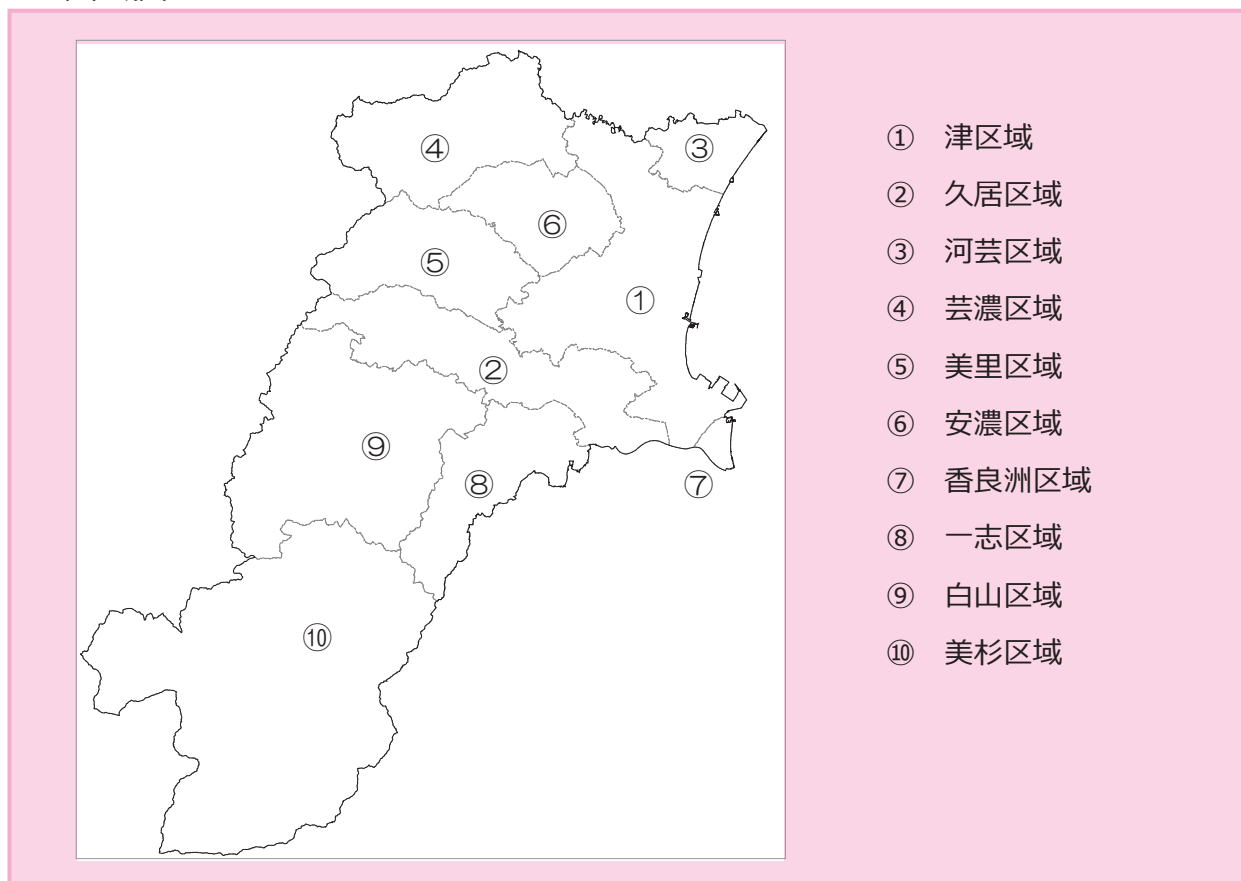 ④
③
⑥
⑤
①
②
⑨
⑧
⑦
⑩
① 津区域
② 久居区域
③ 河芸区域
④ 芸濃区域
⑤ 美里区域
⑥ 安濃区域
⑦ 香良洲区域
⑧ 一志区域
⑨ 白山区域
⑩ 美杉区域